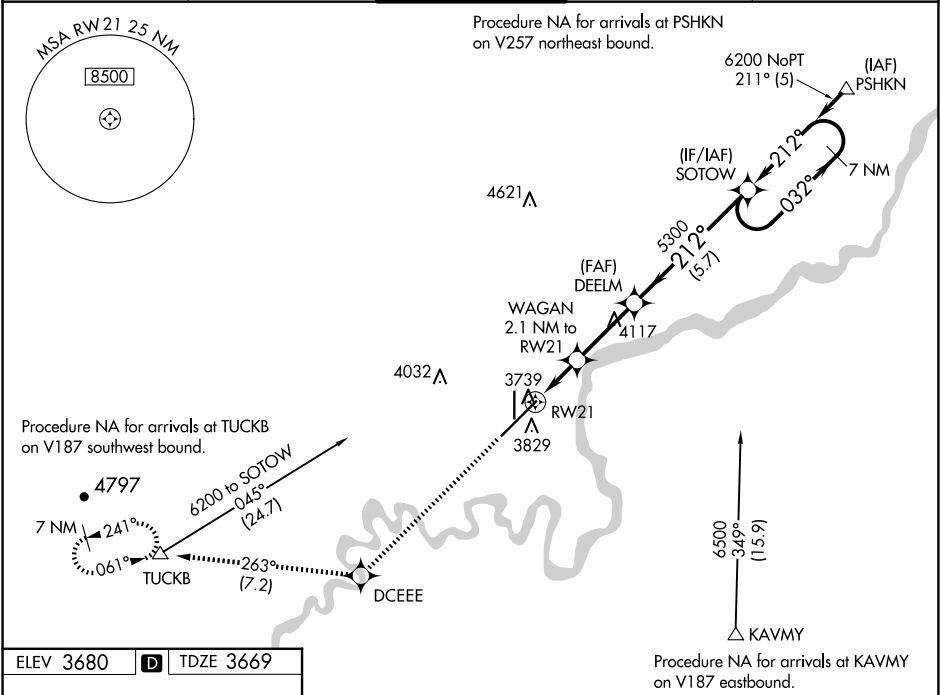 Procedure NA for arrivals at PSHKN
on V257 northeast bound.
MSA RW21 25 NM
8500
6200 NoPT
211° (5)
(IAF)
PSHKN
212°
(IF/IAF)
SOTOW
7 NM
032°
4621
5300
212°
(5.7)
(FAF)
DEELM
WAGAN
2.1 NM to
RW21
4117
4032
3739
RW21
3829
Procedure NA for arrivals at TUCKB
on V187 southwest bound.
6200 to SOTOW
045°
(24.7)
4797
7 NM
241°
061°
TUCKB
263°
(7.2)
DCEEE
6500
349°
(15.9)
KAVMY
Procedure NA for arrivals at KAVMY
on V187 eastbound.
ELEV 3680 D TDZE 3669